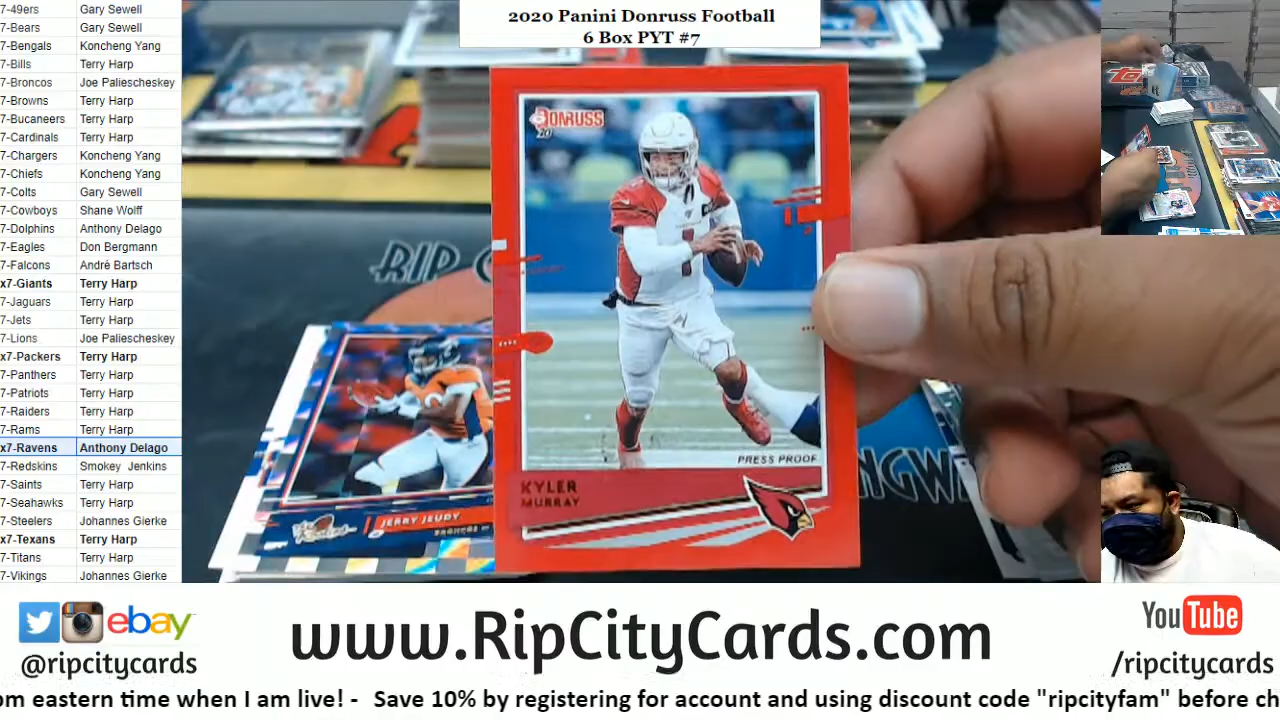 2020 Panini Donruss Football
6 Box PYT #7
7-49ers Gary Sewell
7-Bears Gary Sewell
7-Bengals Koncheng Yang
7-Bills Terry Harp
7-Broncos Joe Paliescheskey
7-Browns Terry Harp
7-Bucaneers Terry Harp
7-Cardinals Terry Harp
7-Chargers Koncheng Yang
7-Chiefs Koncheng Yang
7-Colts Gary Sewell
7-Cowboys Shane Wolff
7-Dolphins Anthony Delago
7-Eagles Don Bergmann
7-Falcons Andrè Bartsch
x7-Giants Terry Harp
7-Jaguars Terry Harp
7-Jets Terry Harp
7-Lions Joe Paliescheskey
x7-Packers Terry Harp
7-Panthers Terry Harp
7-Patriots Terry Harp
7-Raiders Terry Harp
7-Rams Terry Harp
x7-Ravens Anthony Delago
7-Redskins Smokey Jenkins
7-Saints Terry Harp
7-Seahawks Terry Harp
7-Steelers Johannes Gierke
x7-Texans Terry Harp
7-Titans Terry Harp
7-Vikings Johannes Gierke
DONRUSS
20
PRESS PROOF
KYLER
MURRAY
RIP C
JERRY JEUDY
BRONCOS
ebay
@ripcitycards
www.RipCityCards.com
YouTube
/ripcitycards
om eastern time when I am live! - Save 10% by registering for account and using discount code "ripcityfam" before ch